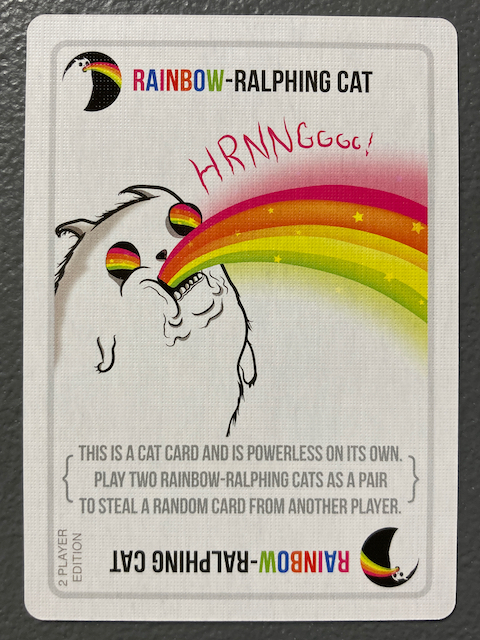 RAINBOW-RALPHING CAT
HRNNGGGG!
THIS IS A CAT CARD AND IS POWERLESS ON ITS OWN.
PLAY TWO RAINBOW-RALPHING CATS AS A PAIR
TO STEAL A RANDOM CARD FROM ANOTHER PLAYER.
2 PLAYER
EDITION
RAINBOW-RALPHING CAT